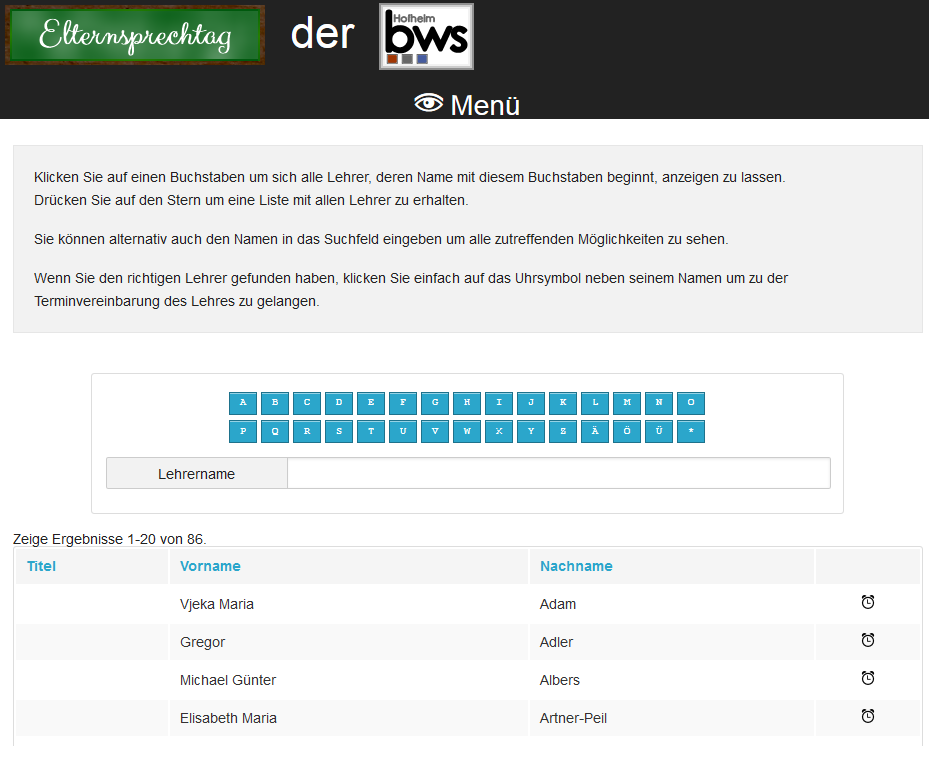 Elternsprechtag der Hofheim bws
Menü
Klicken Sie auf einen Buchstaben um sich alle Lehrer, deren Name mit diesem Buchstaben beginnt, anzeigen zu lassen.
Drücken Sie auf den Stern um eine Liste mit allen Lehrer zu erhalten.
Sie können alternativ auch den Namen in das Suchfeld eingeben um alle zutreffenden Möglichkeiten zu sehen.
Wenn Sie den richtigen Lehrer gefunden haben, klicken Sie einfach auf das Uhrsymbol neben seinem Namen um zu der
Terminvereinbarung des Lehres zu gelangen.
A B C D E F G H I J K L M N O
P Q R S T U V W X Y Z Ä Ö Ü *
Lehrername
Zeige Ergebnisse 1-20 von 86.
Titel Vorname Nachname
Vjeka Maria Adam
Gregor Adler
Michael Günter Albers
Elisabeth Maria Artner-Peil